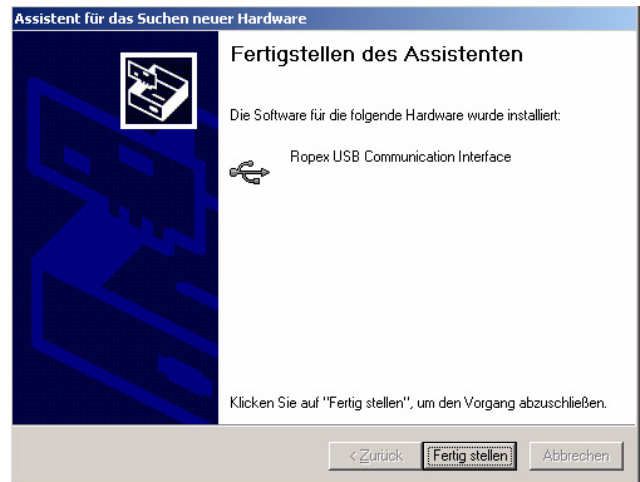 Assistent für das Suchen neuer Hardware
Fertigstellen des Assistenten
Die Software für die folgende Hardware wurde installiert:
Ropex USB Communication Interface
Klicken Sie auf "Fertig stellen", um den Vorgang abzuschließen.
< Zurück Fertig stellen Abbrechen